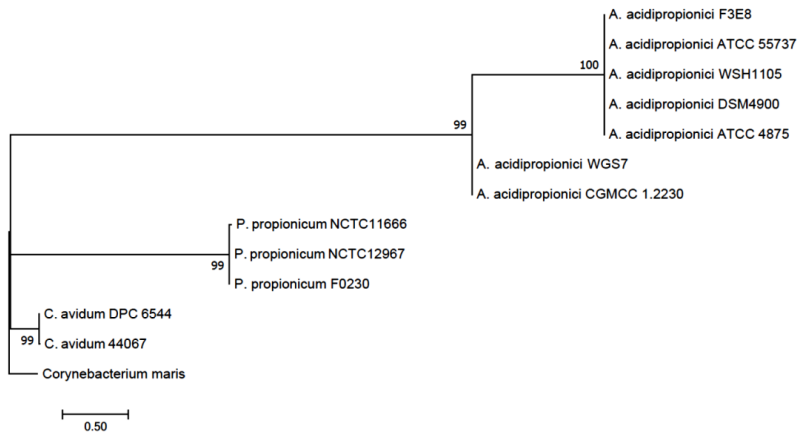 A. acidipropionici F3E8
A. acidipropionici ATCC 55737
100
A. acidipropionici WSH1105
A. acidipropionici DSM4900
99
A. acidipropionici ATCC 4875
A. acidipropionici WGS7
A. acidipropionici CGMCC 1.2230
P. propionicum NCTC11666
P. propionicum NCTC12967
99
P. propionicum F0230
C. avidum DPC 6544
99
C. avidum 44067
Corynebacterium maris
0.50